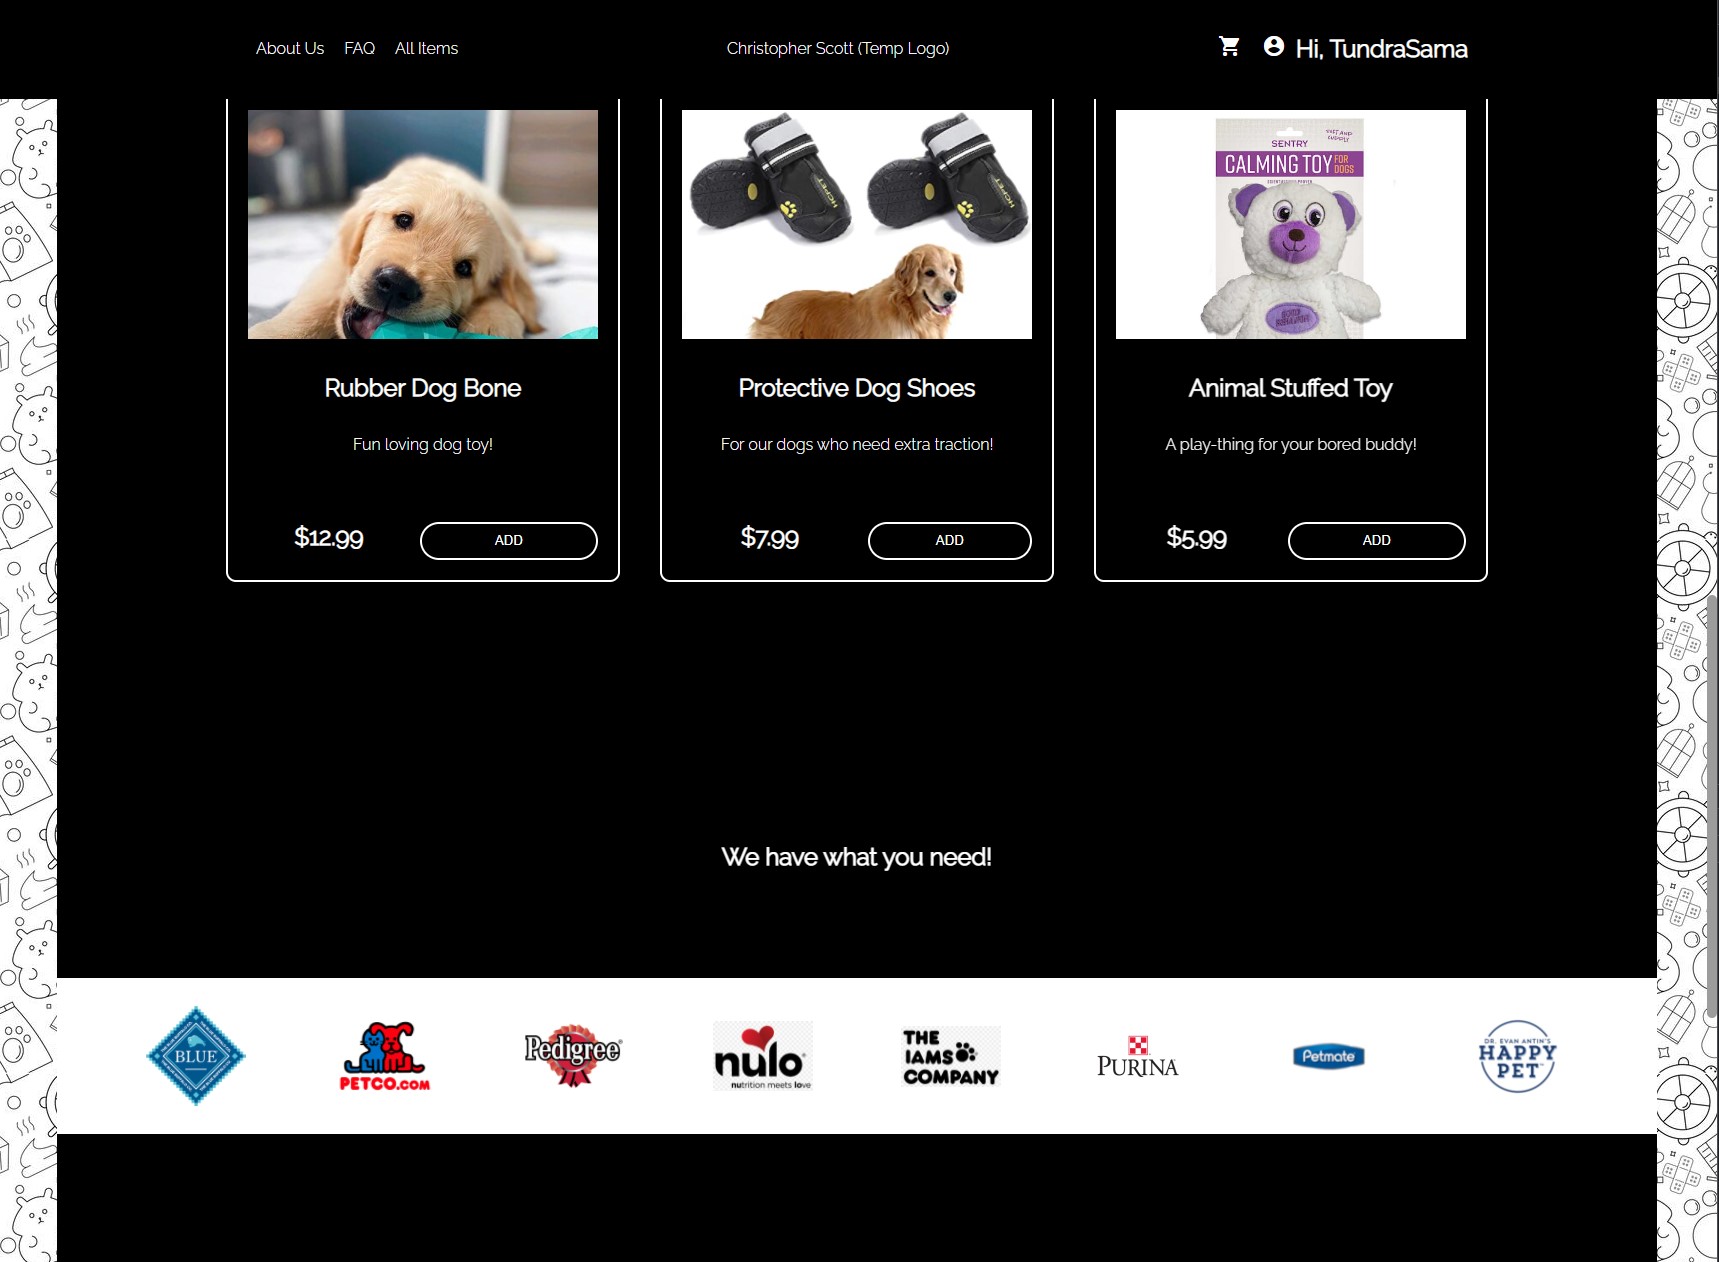 About Us FAQ All Items
Christopher Scott (Temp Logo)
Hi, TundraSama
HCPET
HCPET
SENTRY
CALMING TOY FOR DOGS
Rubber Dog Bone
Fun loving dog toy!
$12.99 ADD
Protective Dog Shoes
For our dogs who need extra traction!
$7.99 ADD
Animal Stuffed Toy
A play-thing for your bored buddy!
$5.99 ADD
We have what you need!
BLUE
PETCO.COM
Pedigree
nulo
nutrition meets love
THE
IAMS
COMPANY
PURINA
Petmate
DR. EVAN ANTIN'S
HAPPY
PET